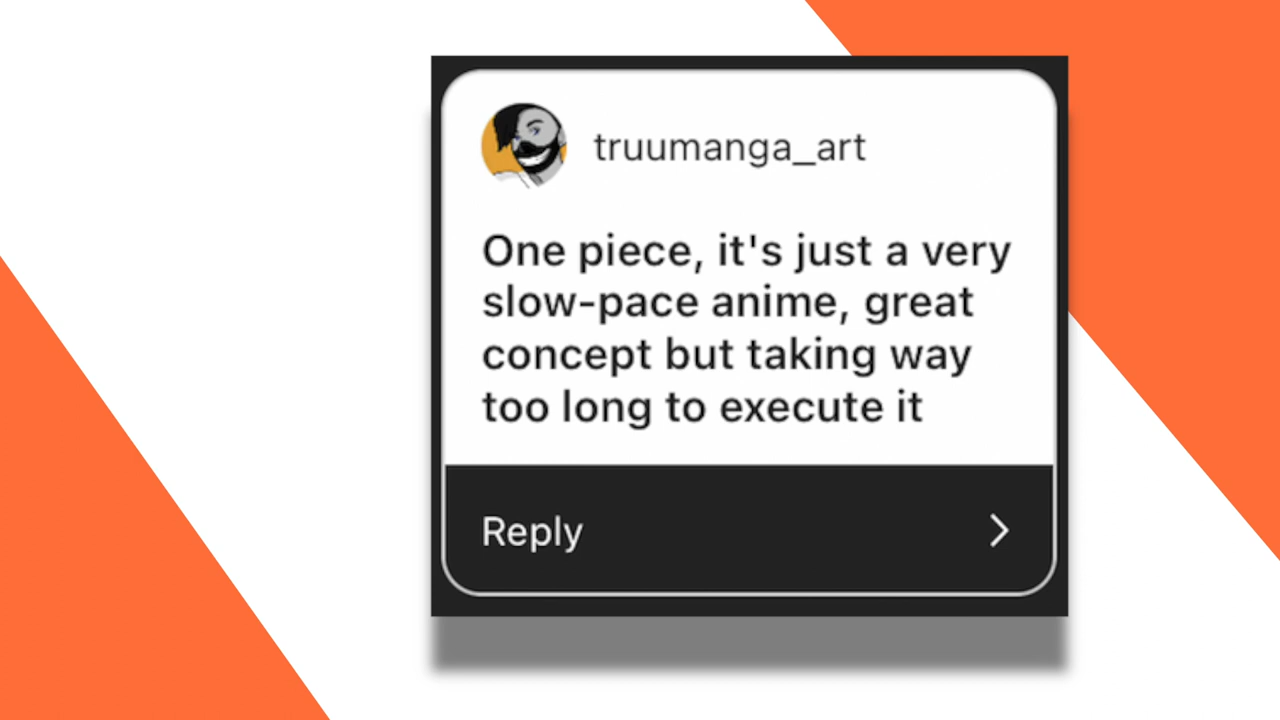 truumanga_art
One piece, it's just a very
slow-pace anime, great
concept but taking way
too long to execute it
Reply